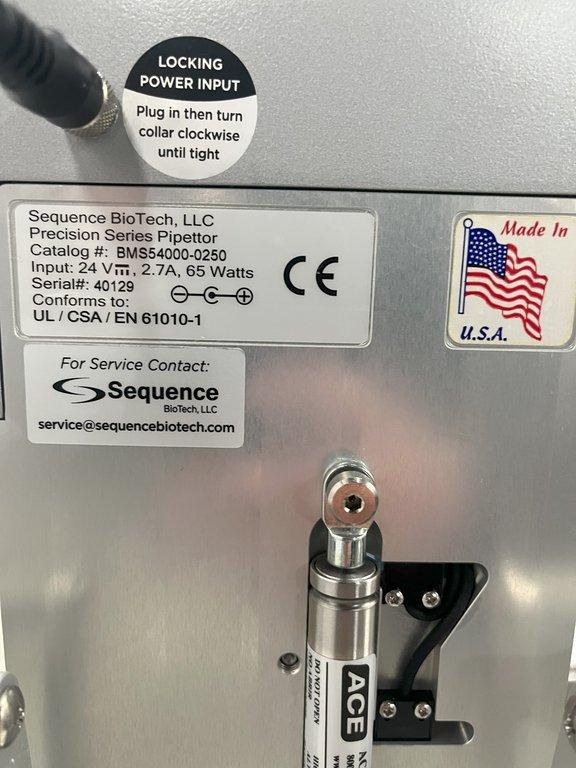 LOCKING
POWER INPUT
Plug in then turn
collar clockwise
until tight
Sequence BioTech, LLC
Precision Series Pipettor
Catalog #: BMS54000-0250
Input: 24 V⎓, 2.7A, 65 Watts
Serial#: 40129
Conforms to:
UL / CSA / EN 61010-1
CE
Made In
U.S.A.
For Service Contact:
Sequence
BioTech, LLC
service@sequencebiotech.com
ACE
DO NOT OPEN